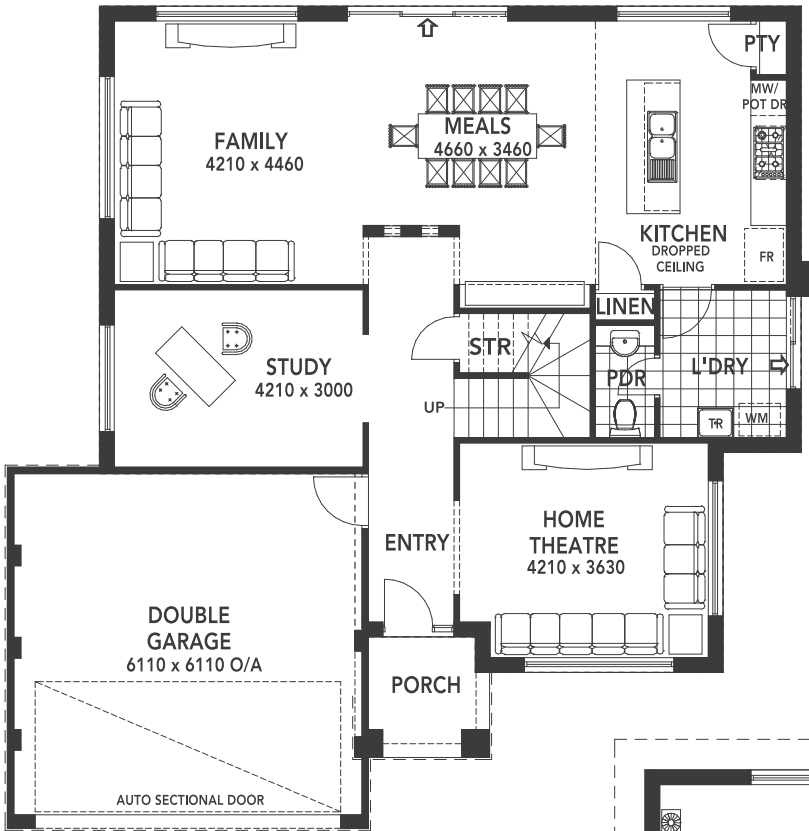 PTY
MW/
POT DR
FAMILY
4210 x 4460
MEALS
4660 x 3460
KITCHEN
DROPPED
CEILING
FR
LINEN
STR
PDR
L'DRY
STUDY
4210 x 3000
UP
TR
WM
ENTRY
HOME
THEATRE
4210 x 3630
DOUBLE
GARAGE
6110 x 6110 O/A
PORCH
AUTO SECTIONAL DOOR